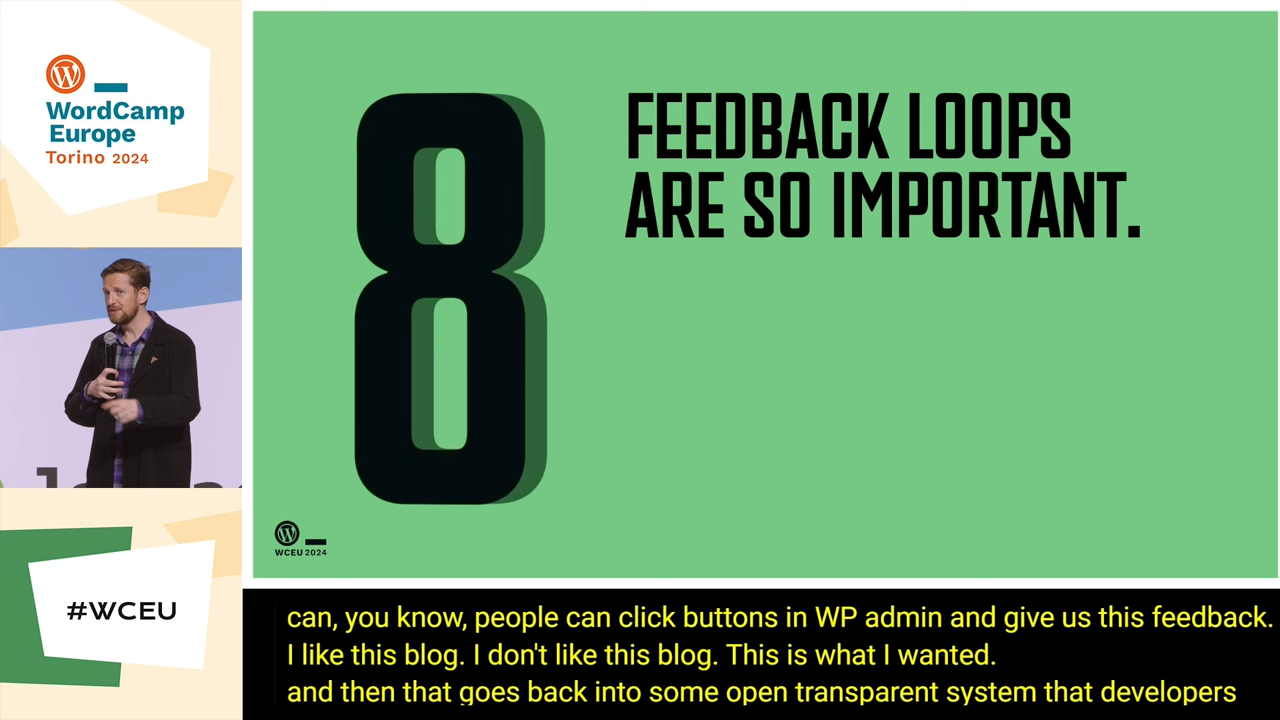 WordCamp
Europe
Torino 2024
8
FEEDBACK LOOPS
ARE SO IMPORTANT.
WCEU 2024
#WCEU
can, you know, people can click buttons in WP admin and give us this feedback.
I like this blog. I don't like this blog. This is what I wanted.
and then that goes back into some open transparent system that developers